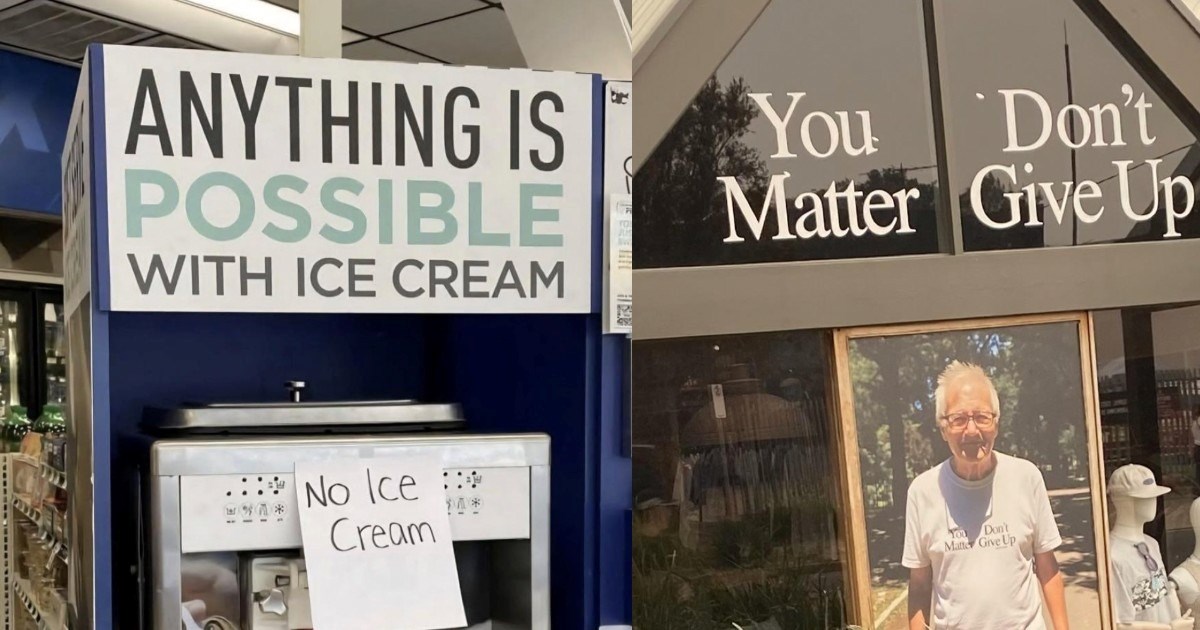 ANYTHING IS
POSSIBLE
WITH ICE CREAM
No Ice
Cream
You
Matter
Don't
Give Up
You
Matter
Don't
Give Up